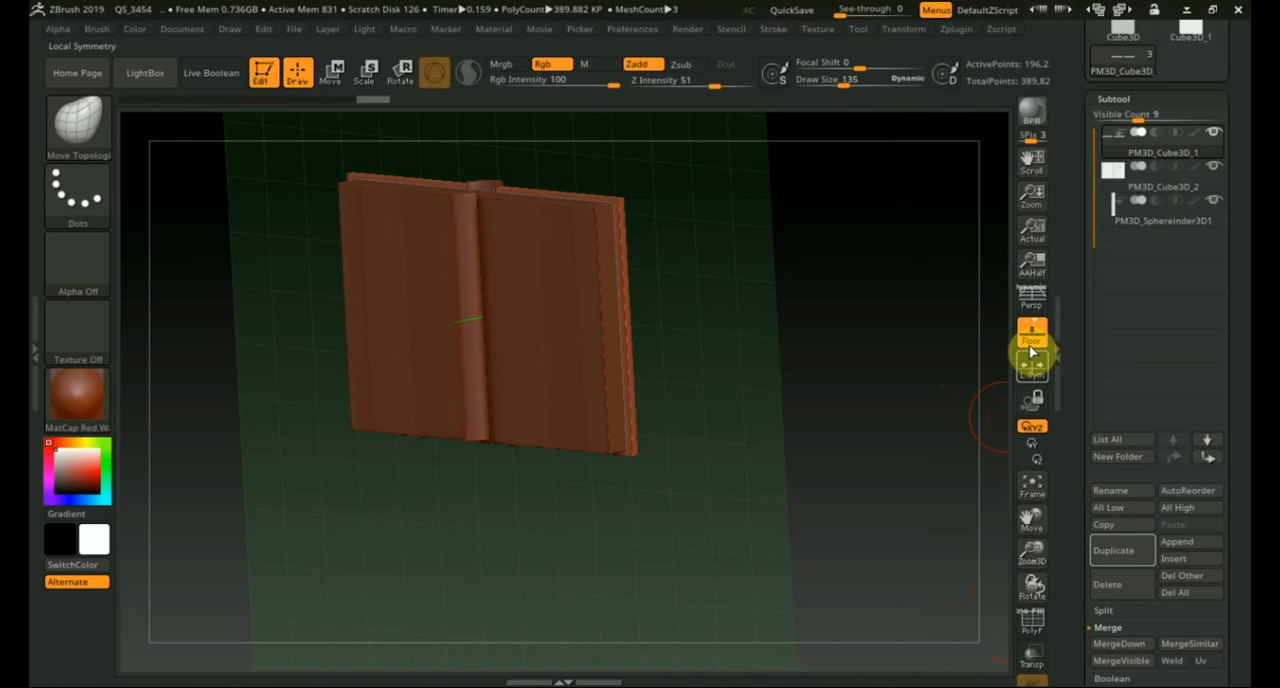 ZBrush 2019 QS_3454 .. • Free Mem 0.736GB • Active Mem 831 • Scratch Disk 126 • Timer▶0.159 • PolyCount▶389.882 KP • MeshCount▶3 AC QuickSave See-through 0 Menus DefaultZScript
Alpha Brush Color Document Draw Edit File Layer Light Macro Marker Material Movie Picker Preferences Render Stencil Stroke Texture Tool Transform Zplugin Zscript
Local Symmetry
Home Page LightBox Live Boolean Edit Draw Move Scale Rotate
Mrgb Rgb M Zadd Zsub Zcut
Rgb Intensity 100 Z Intensity 51
Focal Shift 0
Draw Size 135 Dynamic
ActivePoints: 196,2
TotalPoints: 389,82
Move Topologi
Dots
Alpha Off
Texture Off
MatCap Red W
Gradient
SwitchColor
Alternate
BPR
SPix 3
Scroll
Zoom
Actual
AAHalf
Dynamic
Persp
Floor
L.Sym
XYZ
Frame
Move
Zoom3D
Rotate
Line Fill
PolyF
Transp
Cube3D Cube3D_1
3
PM3D_Cube3D
Subtool
Visible Count 9
PM3D_Cube3D_1
PM3D_Cube3D_2
PM3D_Sphereinder3D1
List All
New Folder
Rename AutoReorder
All Low All High
Copy Paste
Duplicate Append
Insert
Delete Del Other
Del All
Split
Merge
MergeDown MergeSimilar
MergeVisible Weld Uv
Boolean